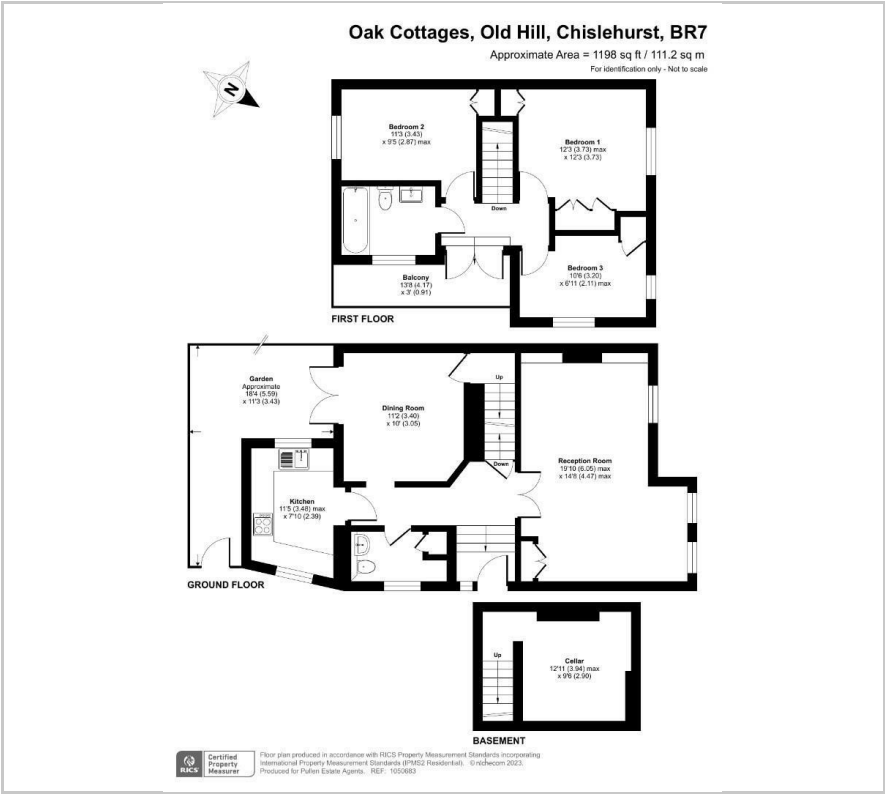 Oak Cottages, Old Hill, Chislehurst, BR7
Approximate Area = 1198 sq ft / 111.2 sq m
For identification only - Not to scale
N
Bedroom 2
11'3 (3.43)
x 9'5 (2.87) max
Bedroom 1
12'3 (3.73) max
x 12'3 (3.73)
Down
Bedroom 3
10'6 (3.20)
x 6'11 (2.11) max
Balcony
13'8 (4.17)
x 3' (0.91)
FIRST FLOOR
Garden
Approximate
18'4 (5.59)
x 11'3 (3.43)
Dining Room
11'2 (3.40)
x 10' (3.05)
Up
Down
Reception Room
19'10 (6.05) max
x 14'8 (4.47) max
Kitchen
11'5 (3.48) max
x 7'10 (2.39)
GROUND FLOOR
Up
Cellar
12'11 (3.94) max
x 9'6 (2.90)
BASEMENT
RICS
Certified
Property
Measurer
Floor plan produced in accordance with RICS Property Measurement Standards incorporating
International Property Measurement Standards (IPMS2 Residential). © nichecom 2023.
Produced for Pullen Estate Agents. REF: 1050683